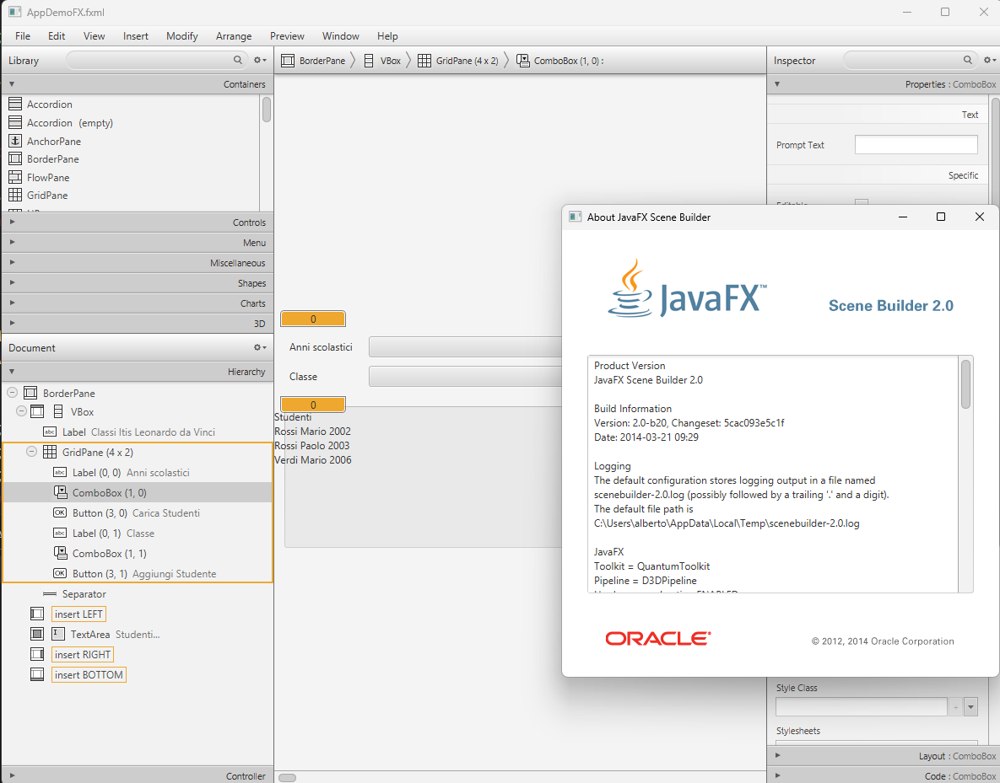 AppDemoFX.fxml
File Edit View Insert Modify Arrange Preview Window Help
Library
BorderPane VBox GridPane (4 x 2) ComboBox (1, 0) :
Inspector
Containers
Properties : ComboBox
Accordion
Accordion (empty)
AnchorPane
BorderPane
FlowPane
GridPane
Controls
Menu
Miscellaneous
Shapes
Charts
3D
Document
Hierarchy
BorderPane
VBox
abc Label Classi Itis Leonardo da Vinci
GridPane (4 x 2)
abc Label (0, 0) Anni scolastici
ComboBox (1, 0)
OK Button (3, 0) Carica Studenti
abc Label (0, 1) Classe
ComboBox (1, 1)
OK Button (3, 1) Aggiungi Studente
Separator
insert LEFT
TextArea Studenti...
insert RIGHT
insert BOTTOM
Controller
0
Anni scolastici
Classe
0
Studenti
Rossi Mario 2002
Rossi Paolo 2003
Verdi Mario 2006
Text
Prompt Text
Specific
About JavaFX Scene Builder
JavaFX™
Scene Builder 2.0
Product Version
JavaFX Scene Builder 2.0
Build Information
Version: 2.0-b20, Changeset: 5cac093e5c1f
Date: 2014-03-21 09:29
Logging
The default configuration stores logging output in a file named
scenebuilder-2.0.log (possibly followed by a trailing '.' and a digit).
The default file path is
C:\Users\alberto\AppData\Local\Temp\scenebuilder-2.0.log
JavaFX
Toolkit = QuantumToolkit
Pipeline = D3DPipeline
ORACLE®
© 2012, 2014 Oracle Corporation
Style Class
Stylesheets
Layout : ComboBox
Code : ComboBox